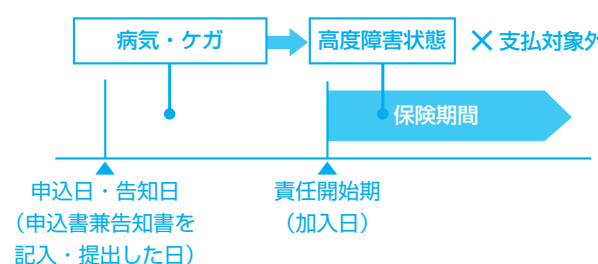 病気・ケガ
高度障害状態
×支払対象外
保険期間
申込日・告知日
（申込書兼告知書を
記入・提出した日）
責任開始期
（加入日）